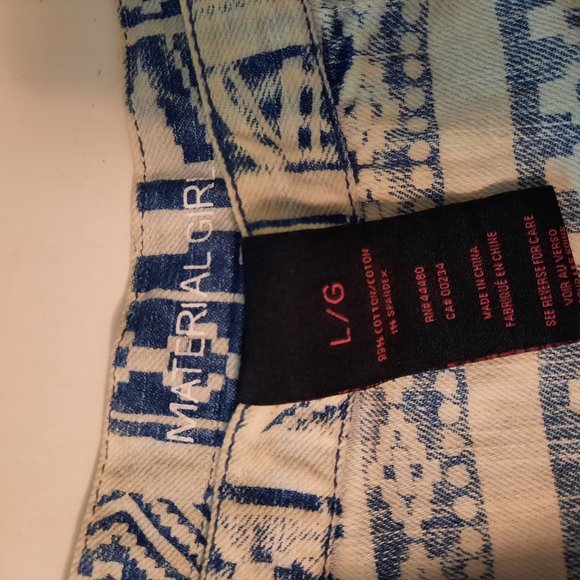 MATERIAL GIRL
L/G
99% COTTON/COTON
1% SPANDEX
RN# 44480
CA# 00234
MADE IN CHINA
FABRIQUÉ EN CHINE
SEE REVERSE FOR CARE
VOIR AU VERSO